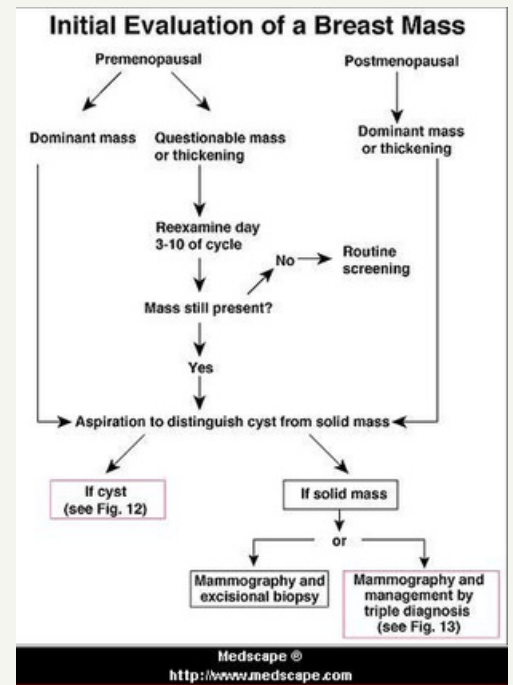 Initial Evaluation of a Breast Mass
Premenopausal
Postmenopausal
Dominant mass
Questionable mass
or thickening
Dominant mass
or thickening
Reexamine day
3-10 of cycle
No
Routine
screening
Mass still present?
Yes
Aspiration to distinguish cyst from solid mass
If cyst
(see Fig. 12)
If solid mass
or
Mammography and
excisional biopsy
Mammography and
management by
triple diagnosis
(see Fig. 13)
Medscape ®
http://www.medscape.com